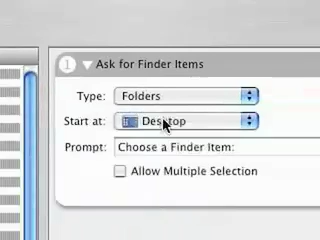 1 Ask for Finder Items
Type: Folders
Start at: Desktop
Prompt: Choose a Finder Item:
Allow Multiple Selection